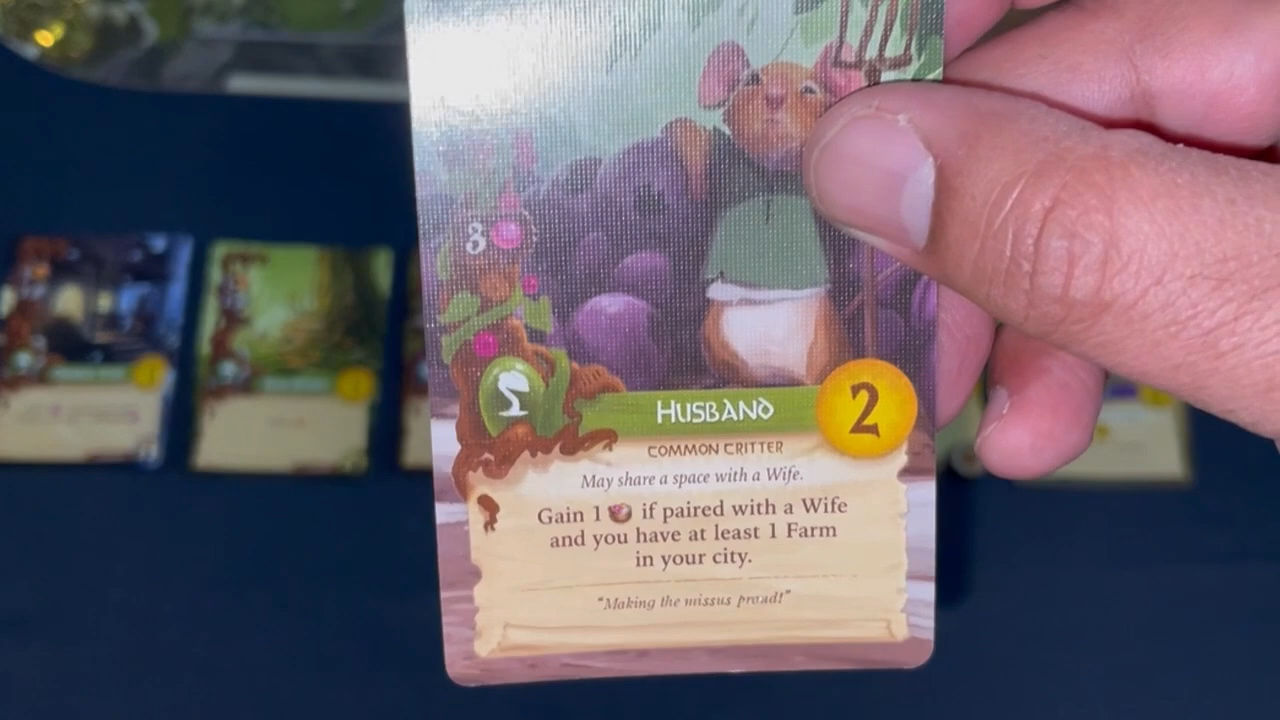 3
HUSBAND
2
COMMON CRITTER
May share a space with a Wife.
Gain 1 if paired with a Wife
and you have at least 1 Farm
in your city.
"Making the missus proud!"